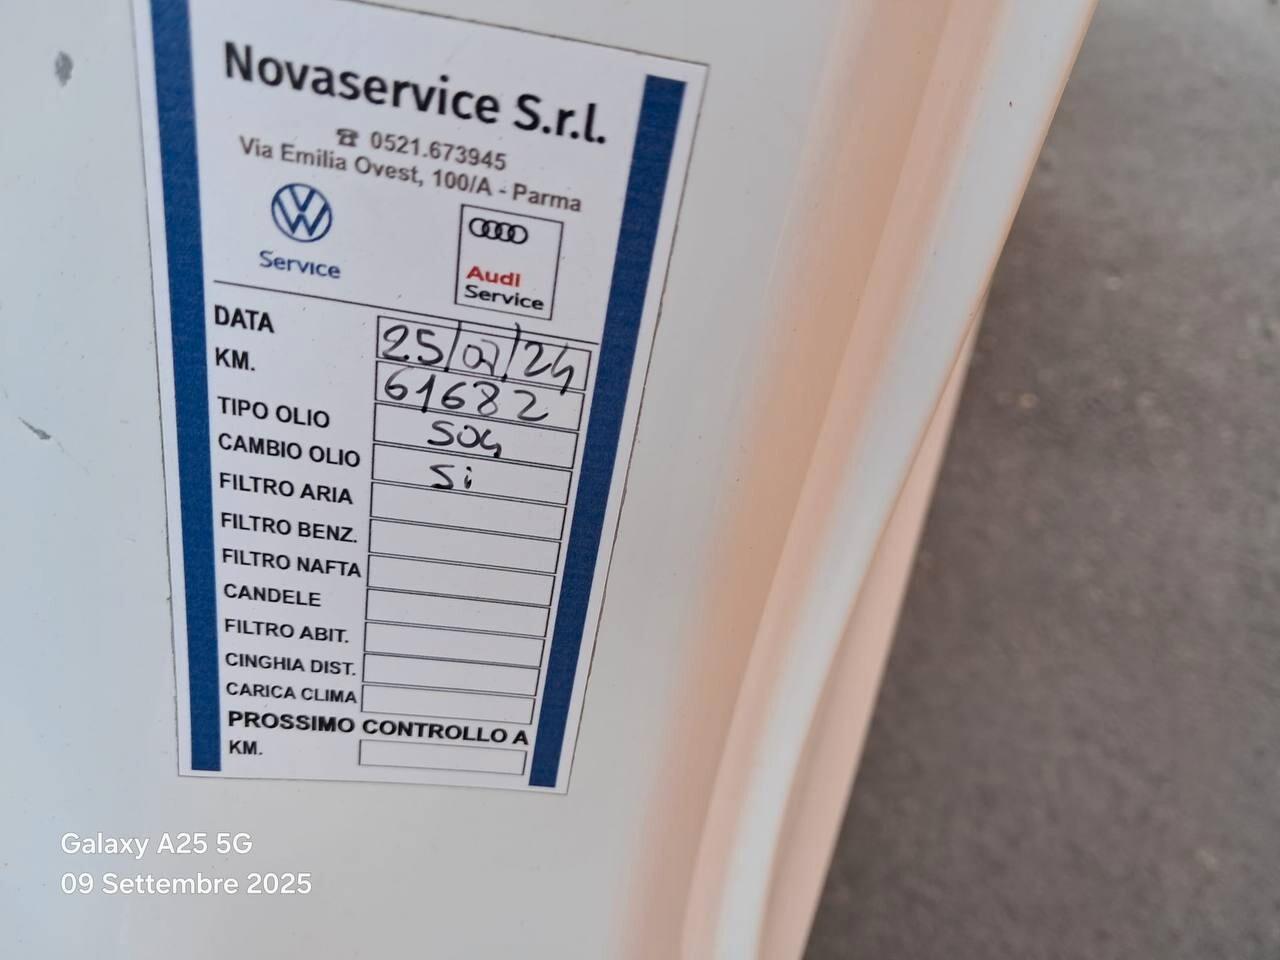 Novaservice S.r.l.
☎ 0521.673945
Via Emilia Ovest, 100/A - Parma
Service
Audi
Service
DATA 25/07/24
KM. 61682
TIPO OLIO 504
CAMBIO OLIO Si
FILTRO ARIA
FILTRO BENZ.
FILTRO NAFTA
CANDELE
FILTRO ABIT.
CINGHIA DIST.
CARICA CLIMA
PROSSIMO CONTROLLO A
KM.
Galaxy A25 5G
09 Settembre 2025